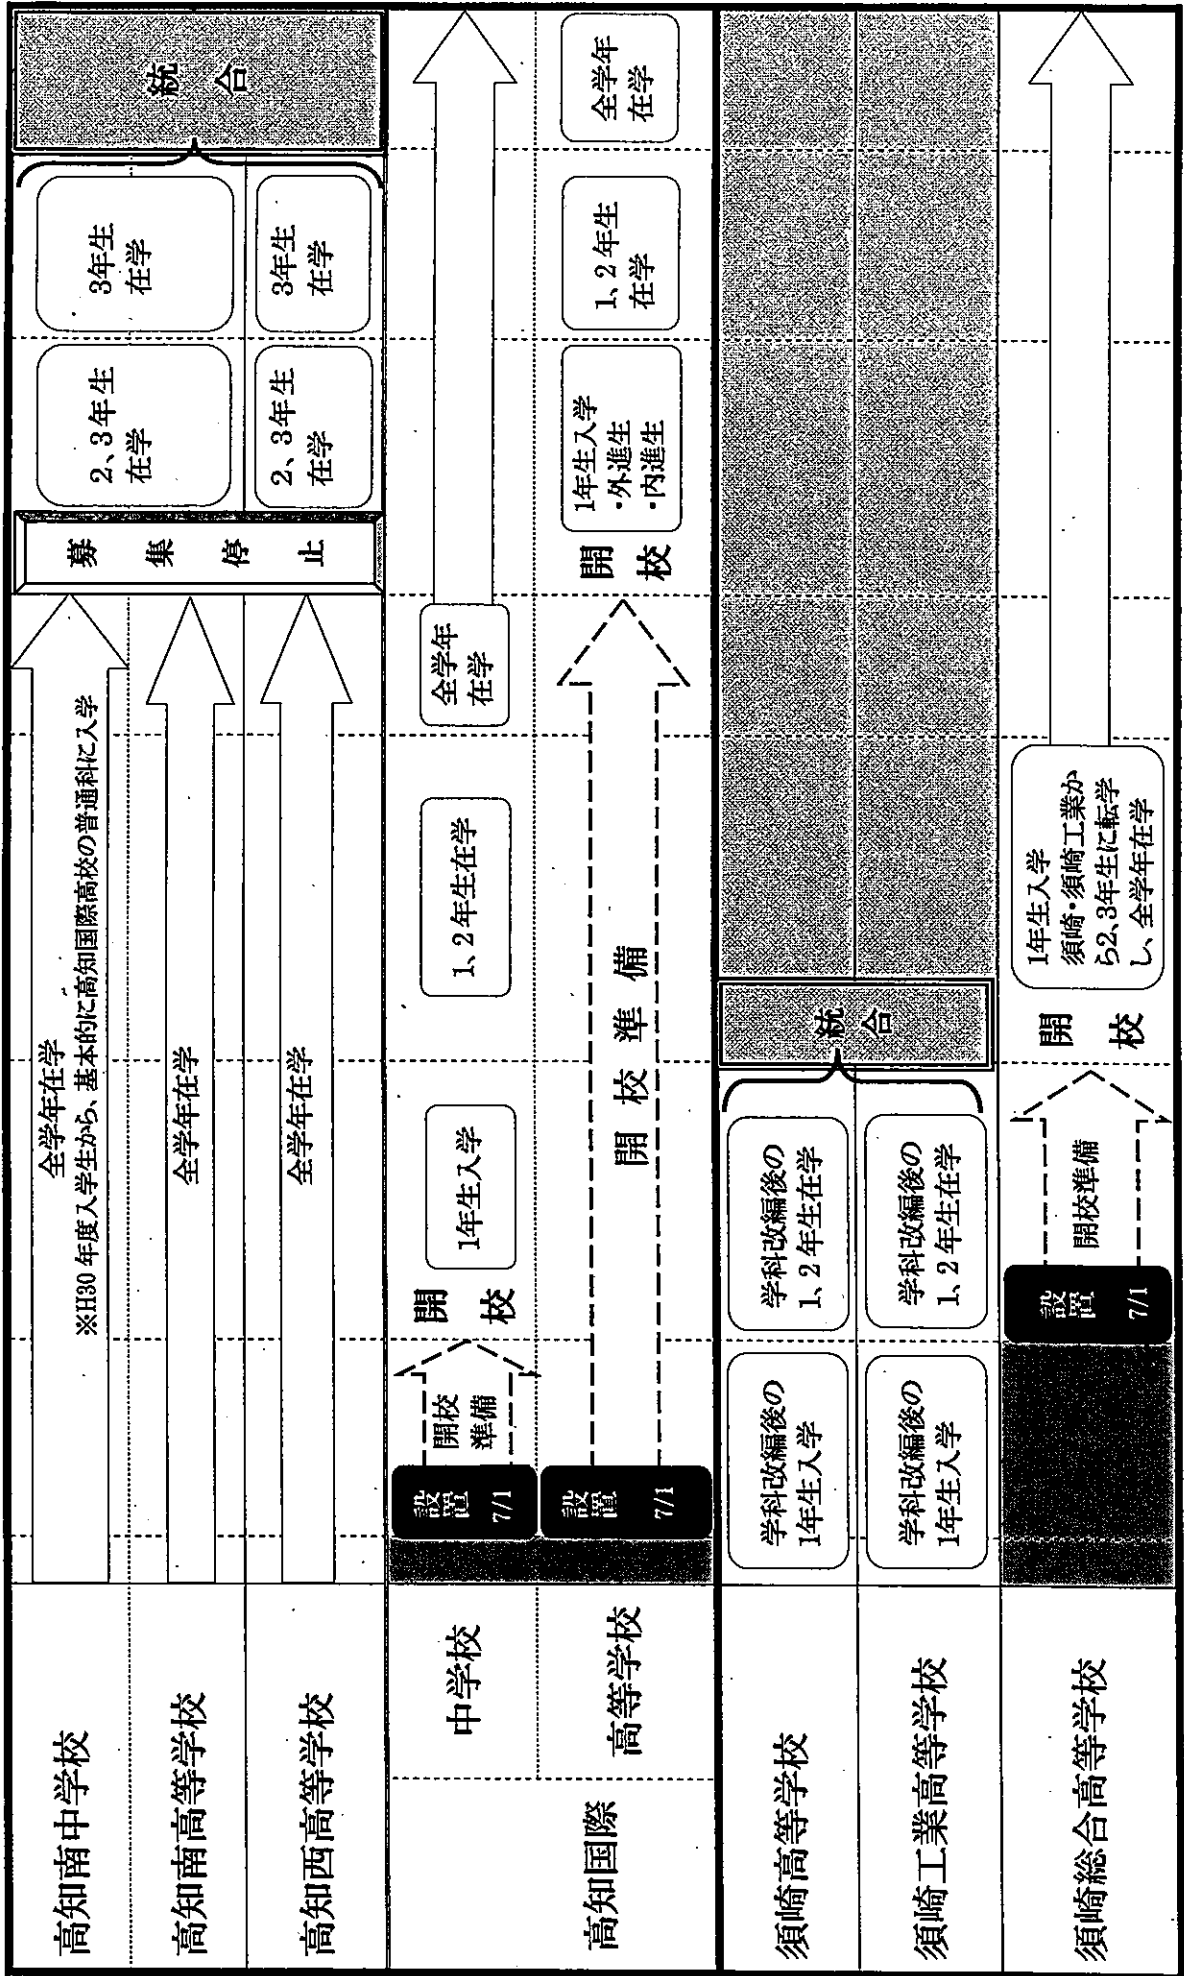 高知南中学校
全学年在学
※H30年度入学生から、基本的に高知国際高校の普通科に入学
高知南高等学校
全学年在学
高知西高等学校
全学年在学
募集停止
2、3年生
在学
3年生
在学
2、3年生
在学
3年生
在学
統合
高知国際
中学校
設置
7/1
開校
準備
開校
1年生入学
1、2年生在学
全学年
在学
高等学校
設置
7/1
開校準備
開校
1年生入学
・外進生
・内進生
1、2年生
在学
全学年
在学
須崎高等学校
学科改編後の
1年生入学
学科改編後の
1、2年生在学
須崎工業高等学校
学科改編後の
1年生入学
学科改編後の
1、2年生在学
統合
須崎総合高等学校
設置
7/1
開校準備
開校
1年生入学
須崎・須崎工業か
ら2、3年生に転学
し、全学年在学